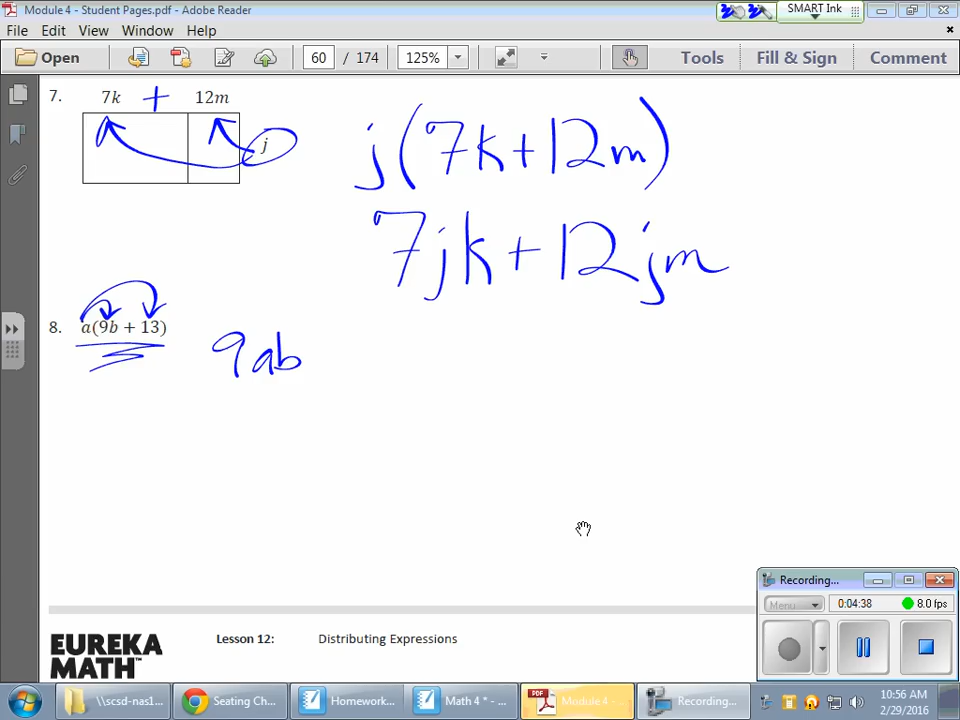 Module 4 - Student Pages.pdf - Adobe Reader
SMART Ink
File Edit View Window Help
Open 60 / 174 125% Tools Fill & Sign Comment
7. 7k + 12m
j
j(7k+12m)
7jk+12jm
8. a(9b + 13)
9ab
Recording...
Menu 0:04:38 8.0 fps
EUREKA
MATH™
Lesson 12: Distributing Expressions
\\scsd-nas1... Seating Ch... Homework... Math 4 * - ... Module 4 - ... Recording...
10:56 AM
2/29/2016